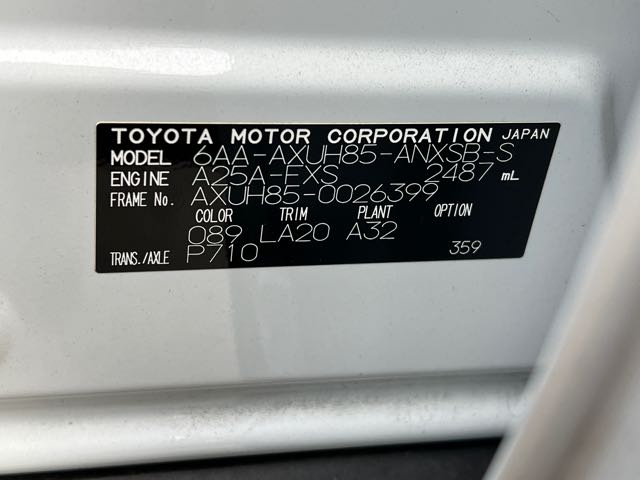 TOYOTA MOTOR CORPORATION JAPAN
MODEL 6AA-AXUH85-ANXSB-S
ENGINE A25A-FXS 2487 mL
FRAME No. AXUH85-0026399
COLOR TRIM PLANT OPTION
089 LA20 A32
TRANS./AXLE P710 359